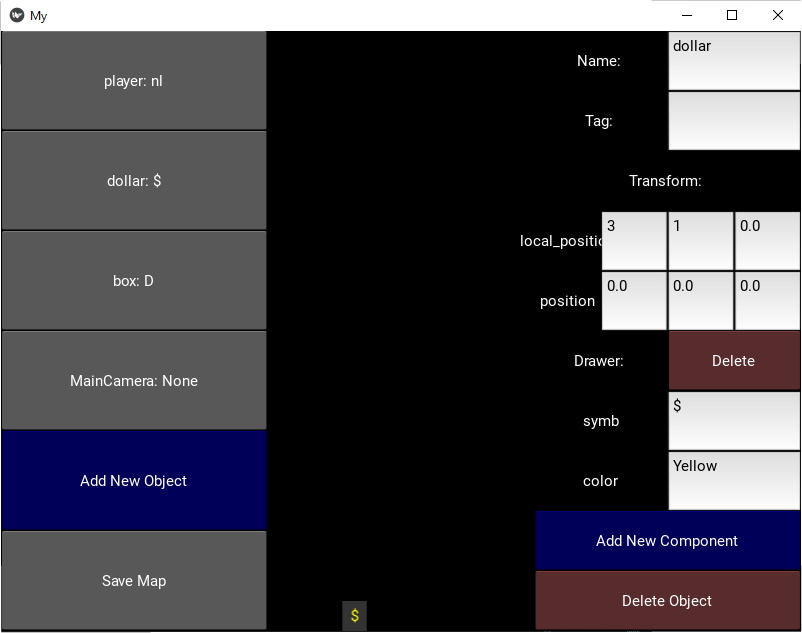 My
player: nl
dollar: $
box: D
MainCamera: None
Add New Object
Save Map
$
Name:
dollar
Tag:
Transform:
local_positic
3
1
0.0
position
0.0
0.0
0.0
Drawer:
Delete
symb
$
color
Yellow
Add New Component
Delete Object